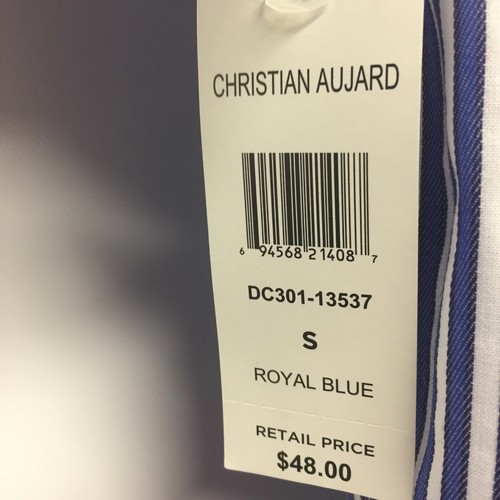 CHRISTIAN AUJARD
6 94568 21408 7
DC301-13537
S
ROYAL BLUE
RETAIL PRICE
$48.00